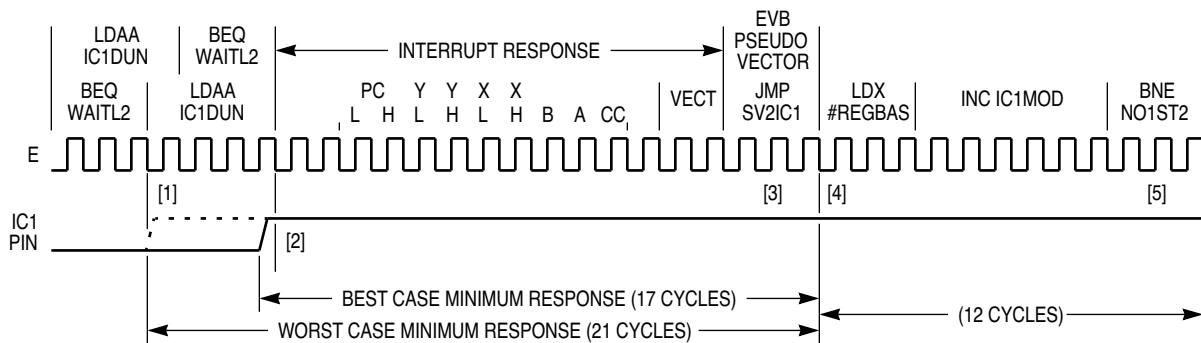 LDAA
IC1DUN
BEQ
WAITL2
INTERRUPT RESPONSE
EVB
PSEUDO
VECTOR
BEQ
WAITL2
LDAA
IC1DUN
PC Y Y X X
L H L H L H B A CC
VECT
JMP
SV2IC1
LDX
#REGBAS
INC IC1MOD
BNE
NO1ST2
E
[1] [3] [4] [5]
IC1
PIN
[2]
BEST CASE MINIMUM RESPONSE (17 CYCLES)
WORST CASE MINIMUM RESPONSE (21 CYCLES)
(12 CYCLES)